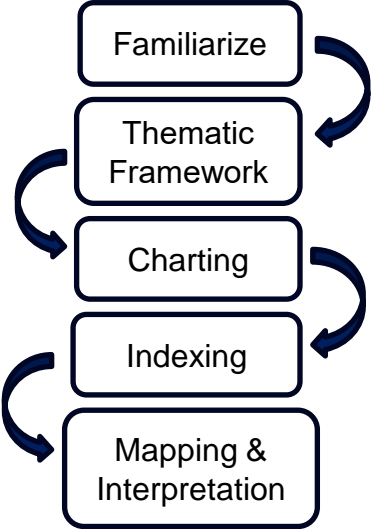 Familiarize
Thematic
Framework
Charting
Indexing
Mapping &
Interpretation